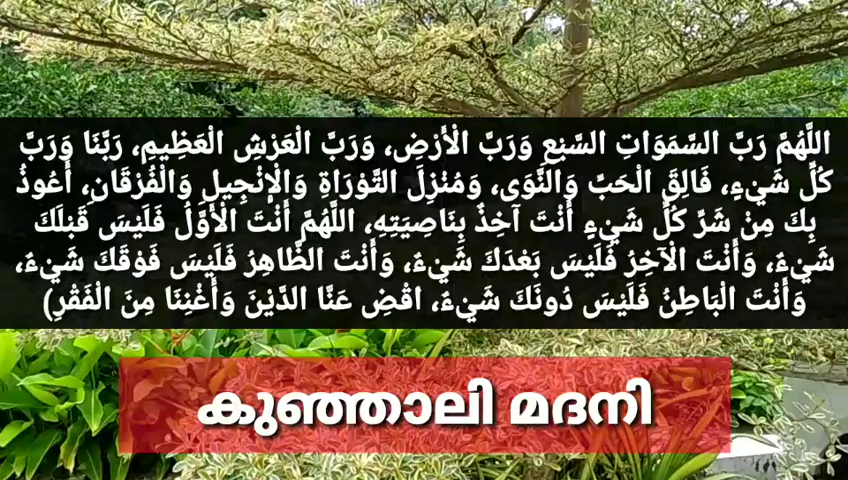 اللَّهُمَّ رَبَّ السَّمَوَاتِ السَّبْعِ وَرَبَّ الْأَرْضِ، وَرَبَّ الْعَرْشِ الْعَظِيمِ، رَبَّنَا وَرَبَّ
كُلِّ شَيْءٍ، فَالِقَ الْحَبِّ وَالنَّوَى، وَمُنْزِلَ التَّوْرَاةِ وَالْإِنْجِيلِ وَالْفُرْقَانِ، أَعُوذُ
بِكَ مِنْ شَرِّ كُلِّ شَيْءٍ أَنْتَ آخِذٌ بِنَاصِيَتِهِ، اللَّهُمَّ أَنْتَ الْأَوَّلُ فَلَيْسَ قَبْلَكَ
شَيْءٌ، وَأَنْتَ الْآخِرُ فَلَيْسَ بَعْدَكَ شَيْءٌ، وَأَنْتَ الظَّاهِرُ فَلَيْسَ فَوْقَكَ شَيْءٌ،
وَأَنْتَ الْبَاطِنُ فَلَيْسَ دُونَكَ شَيْءٌ، اقْضِ عَنَّا الدَّيْنَ وَأَغْنِنَا مِنَ الْفَقْرِ)
കുഞ്ഞാലി മദനി